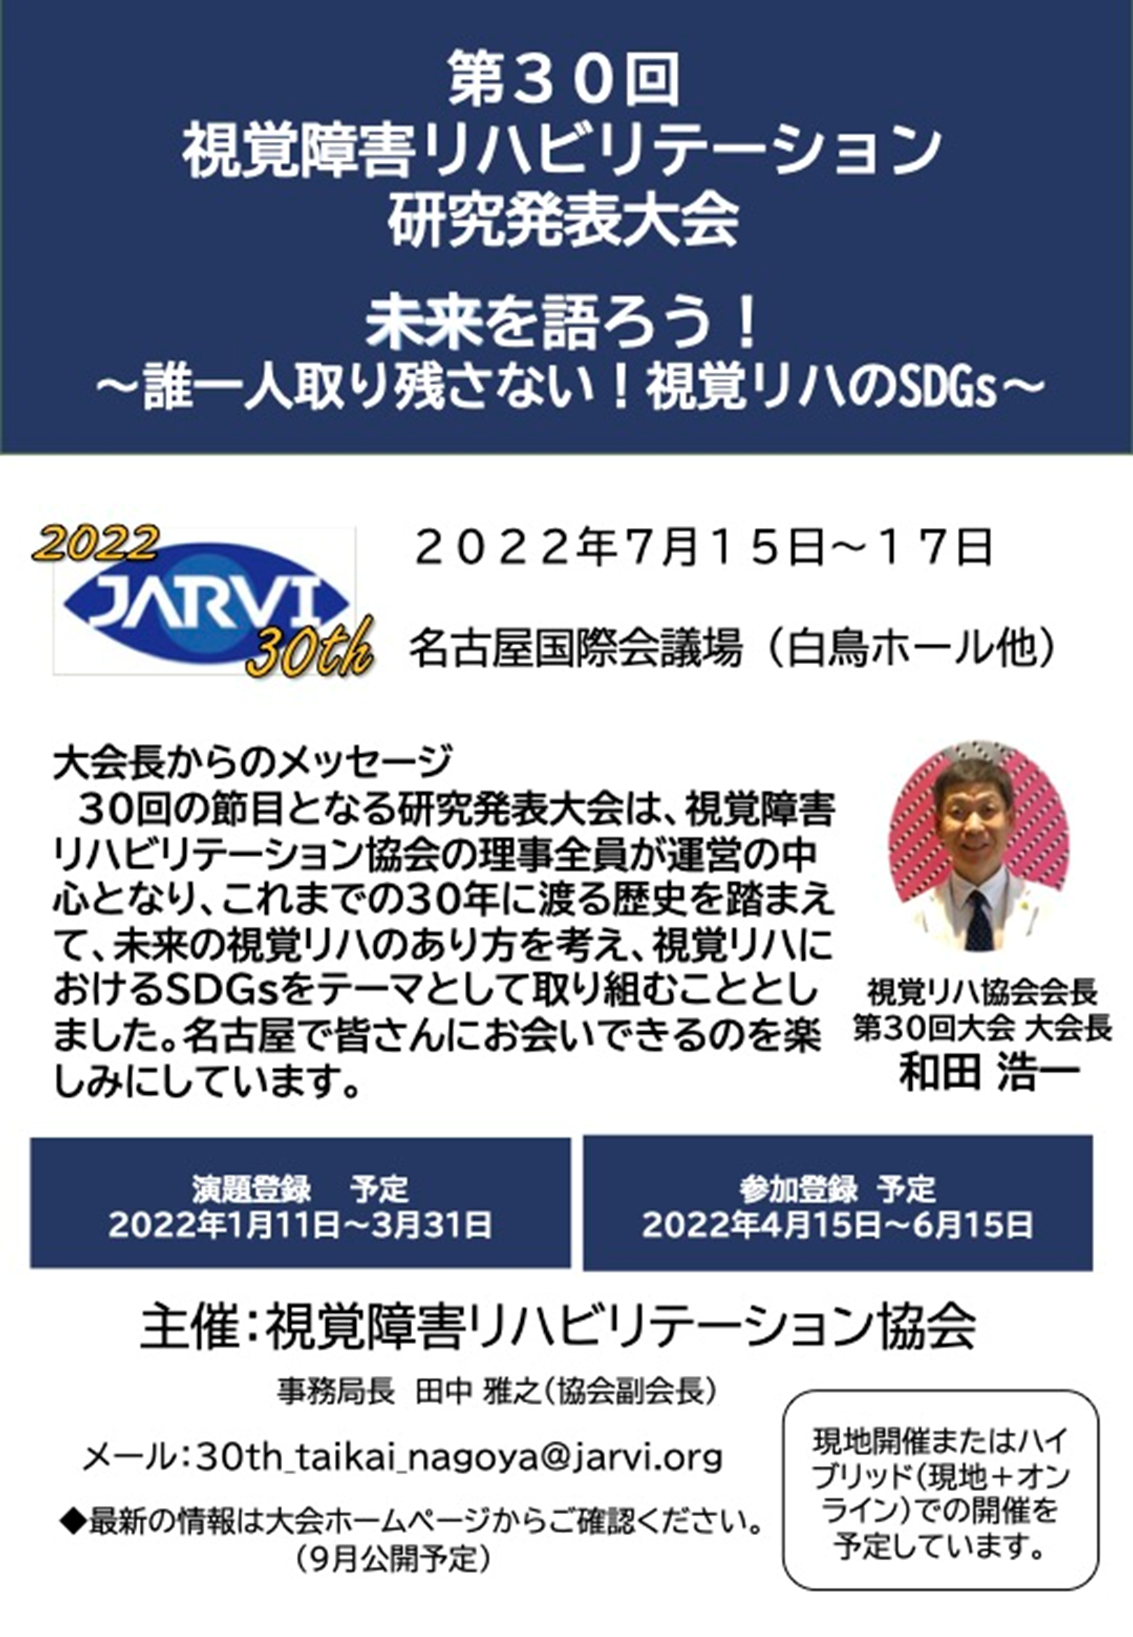 第３０回
視覚障害リハビリテーション
研究発表大会
未来を語ろう！
～誰一人取り残さない！視覚リハのSDGs～
2022
JARVI
30th
２０２２年７月１５日～１７日
名古屋国際会議場（白鳥ホール他）
大会長からのメッセージ
３０回の節目となる研究発表大会は、視覚障害
リハビリテーション協会の理事全員が運営の中
心となり、これまでの３０年に渡る歴史を踏まえ
て、未来の視覚リハのあり方を考え、視覚リハに
おけるSDGsをテーマとして取り組むこととし
ました。名古屋で皆さんにお会いできるのを楽
しみにしています。
視覚リハ協会会長
第30回大会 大会長
和田 浩一
演題登録　予定
2022年1月11日～3月31日
参加登録　予定
2022年4月15日～6月15日
主催：視覚障害リハビリテーション協会
事務局長　田中 雅之（協会副会長）
メール：30th_taikai_nagoya@jarvi.org
◆最新の情報は大会ホームページからご確認ください。
（９月公開予定）
現地開催またはハイ
ブリッド（現地＋オン
ライン）での開催を
予定しています。